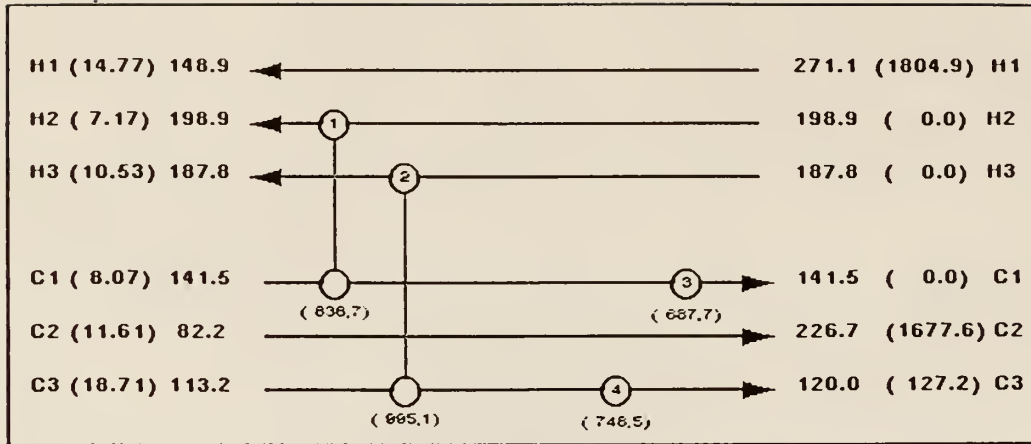 H1 (14.77) 148.9 271.1 (1804.9) H1
H2 ( 7.17) 198.9 1 198.9 ( 0.0) H2
H3 (10.53) 187.8 2 187.8 ( 0.0) H3
C1 ( 8.07) 141.5 3 141.5 ( 0.0) C1
(838.7) (687.7)
C2 (11.61) 82.2 226.7 (1677.6) C2
C3 (18.71) 113.2 4 120.0 ( 127.2) C3
(995.1) (748.5)